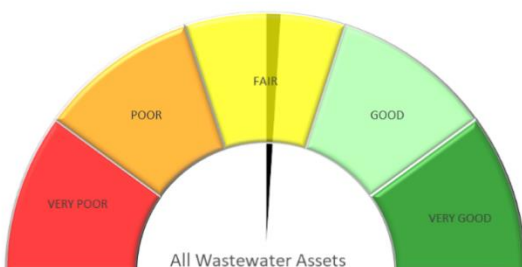 FAIR
POOR
GOOD
VERY POOR
VERY GOOD
All Wastewater Assets